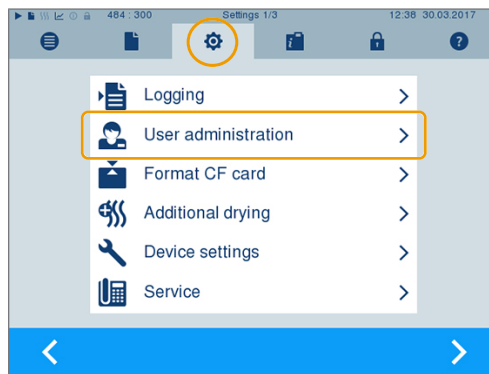 484 : 300 Settings 1/3 12:38 30.03.2017
Logging
User administration
Format CF card
Additional drying
Device settings
Service